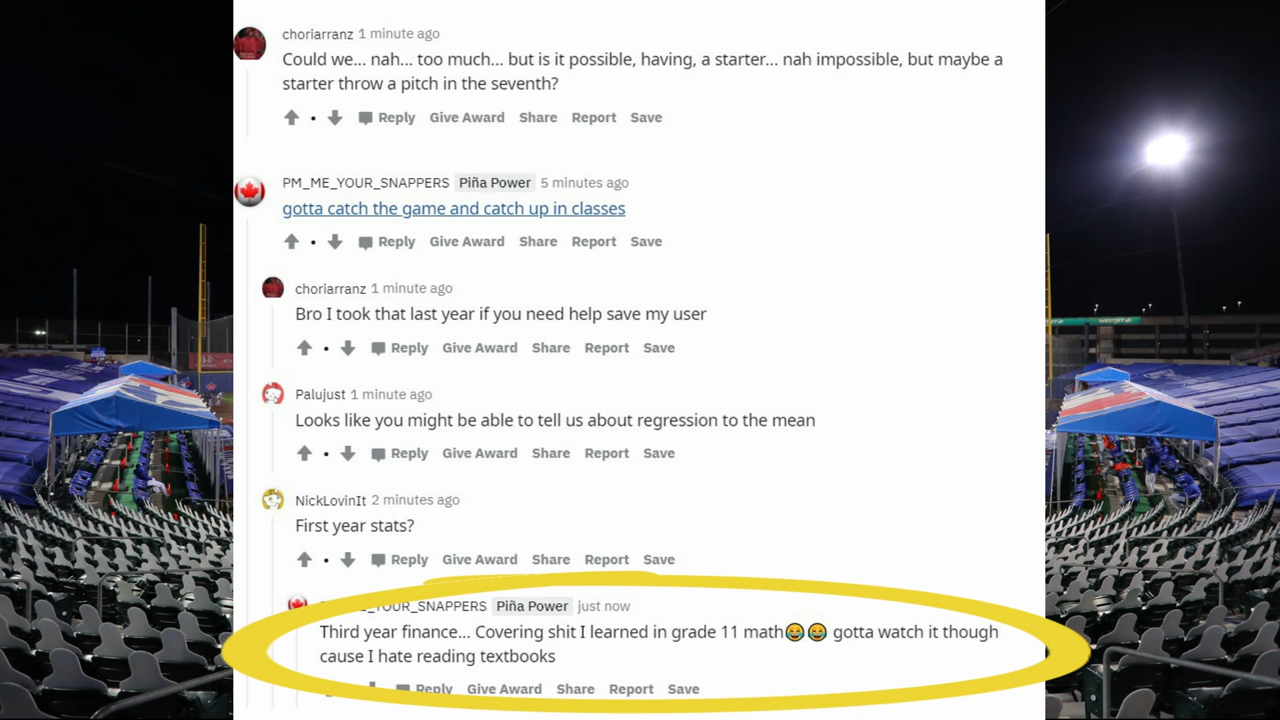 choriarranz 1 minute ago
Could we... nah... too much... but is it possible, having, a starter... nah impossible, but maybe a
starter throw a pitch in the seventh?
Reply Give Award Share Report Save
PM_ME_YOUR_SNAPPERS Piña Power 5 minutes ago
gotta catch the game and catch up in classes
Reply Give Award Share Report Save
choriarranz 1 minute ago
Bro I took that last year if you need help save my user
Reply Give Award Share Report Save
Palujust 1 minute ago
Looks like you might be able to tell us about regression to the mean
Reply Give Award Share Report Save
NickLovinIt 2 minutes ago
First year stats?
Reply Give Award Share Report Save
_YOUR_SNAPPERS Piña Power just now
Third year finance... Covering shit I learned in grade 11 math😂😂 gotta watch it though
cause I hate reading textbooks
Reply Give Award Share Report Save